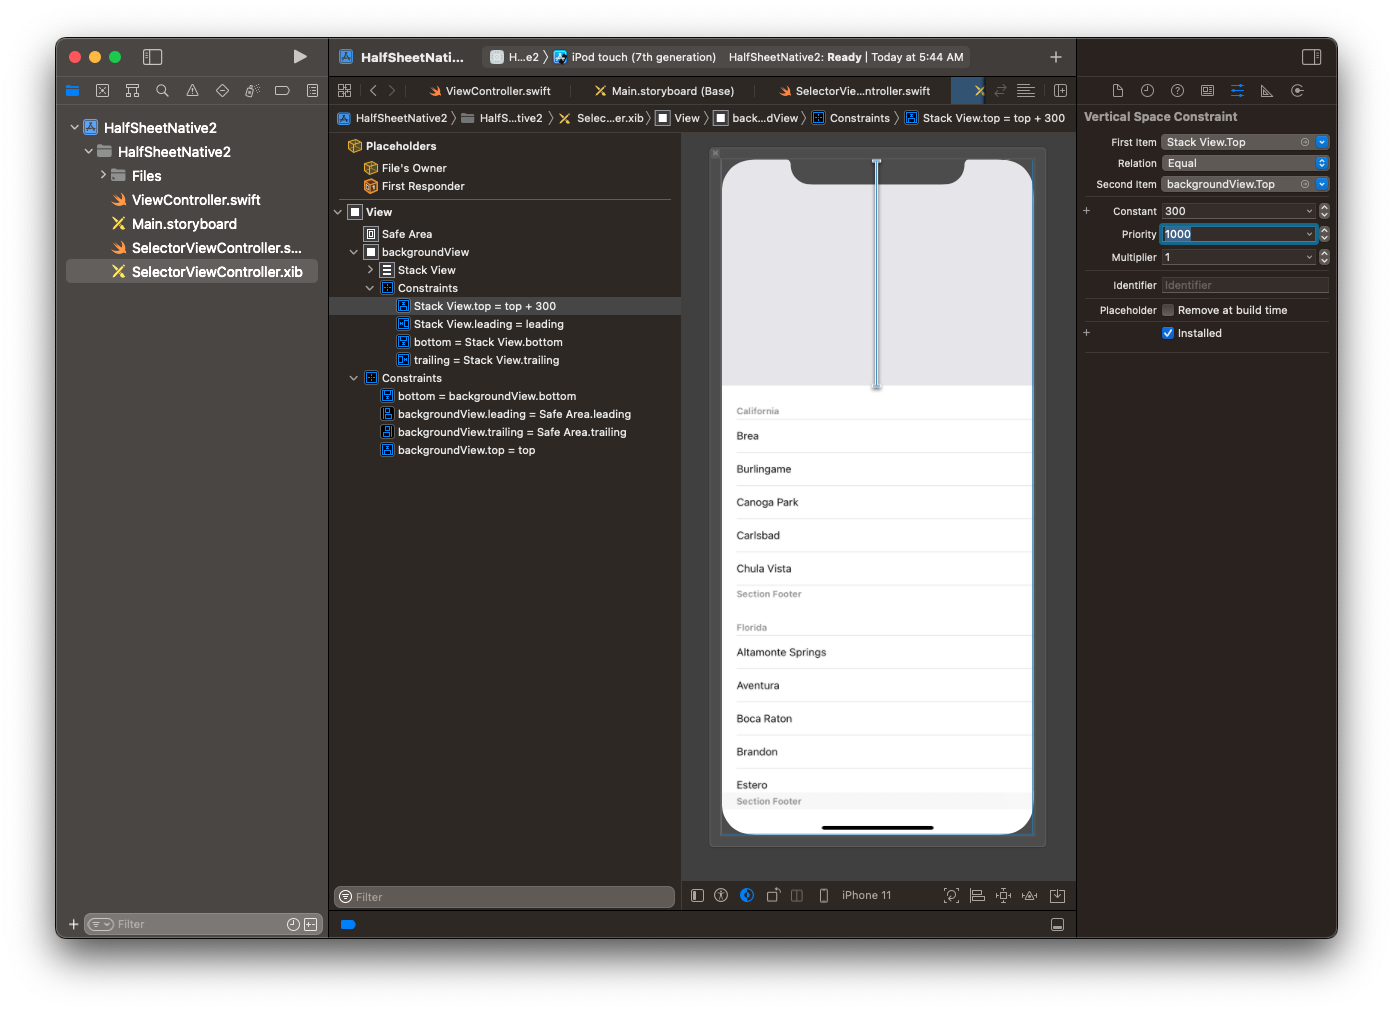 HalfSheetNati...
H...e2 〉 iPod touch (7th generation)
HalfSheetNative2: Ready | Today at 5:44 AM
ViewController.swift
Main.storyboard (Base)
SelectorVie...ntroller.swift
HalfSheetNative2 〉 HalfS...tive2 〉 Selec...er.xib 〉 View 〉 back...dView 〉 Constraints 〉 Stack View.top = top + 300
HalfSheetNative2
HalfSheetNative2
Files
ViewController.swift
Main.storyboard
SelectorViewController.s...
SelectorViewController.xib
Filter
Placeholders
File's Owner
First Responder
View
Safe Area
backgroundView
Stack View
Constraints
Stack View.top = top + 300
Stack View.leading = leading
bottom = Stack View.bottom
trailing = Stack View.trailing
Constraints
bottom = backgroundView.bottom
backgroundView.leading = Safe Area.leading
backgroundView.trailing = Safe Area.trailing
backgroundView.top = top
Filter
California
Brea
Burlingame
Canoga Park
Carlsbad
Chula Vista
Section Footer
Florida
Altamonte Springs
Aventura
Boca Raton
Brandon
Estero
Section Footer
iPhone 11
Vertical Space Constraint
First Item Stack View.Top
Relation Equal
Second Item backgroundView.Top
Constant 300
Priority 1000
Multiplier 1
Identifier Identifier
Placeholder Remove at build time
Installed